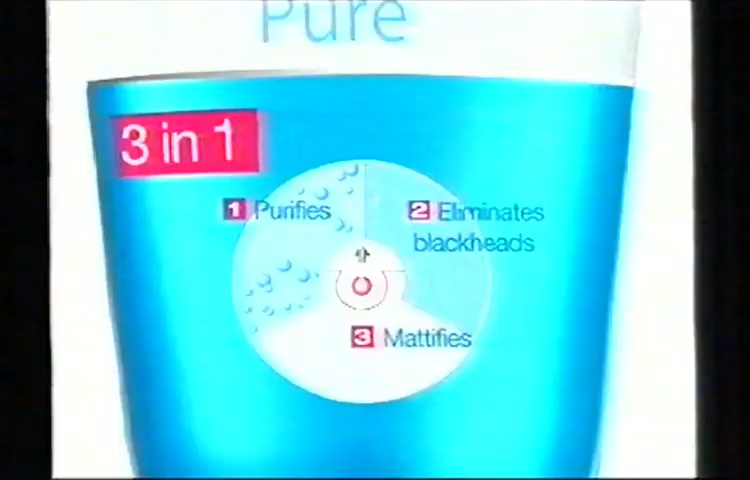 Pure
3 in 1
1 Purifies
2 Eliminates
blackheads
3 Mattifies